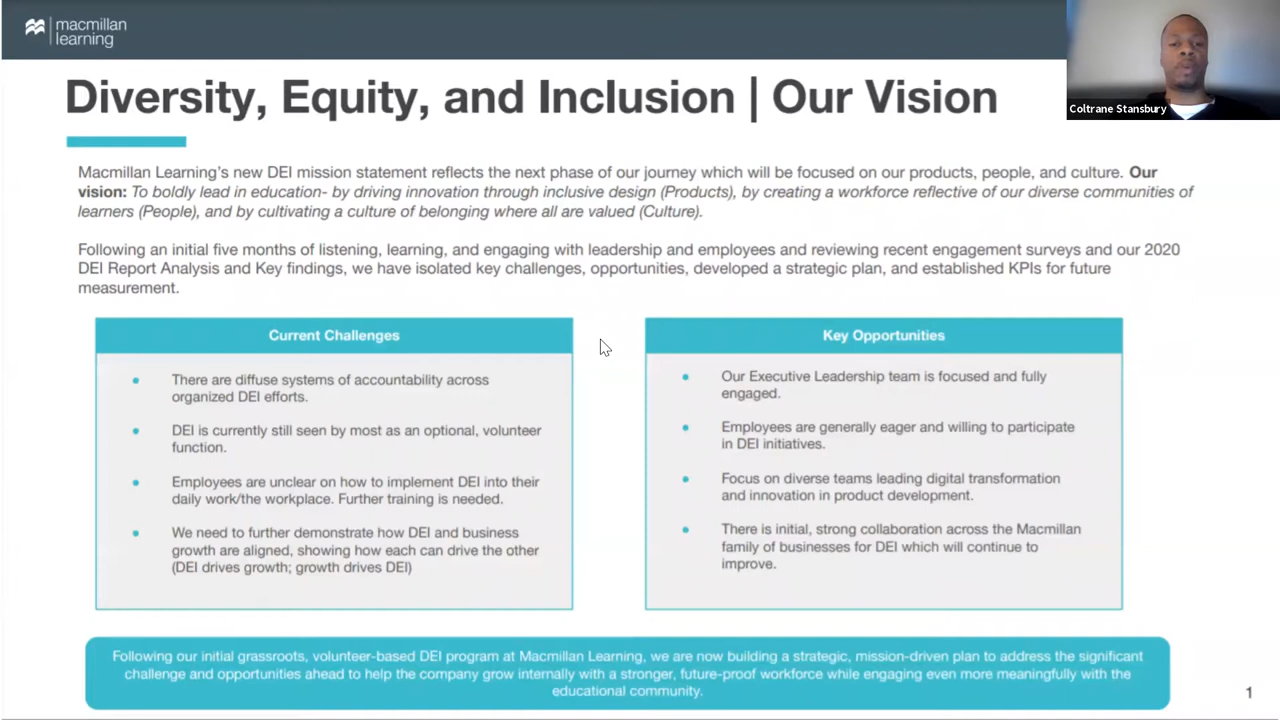 macmillan
learning
Coltrane Stansbury
Diversity, Equity, and Inclusion | Our Vision
Macmillan Learning's new DEI mission statement reflects the next phase of our journey which will be focused on our products, people, and culture. Our
vision: To boldly lead in education- by driving innovation through inclusive design (Products), by creating a workforce reflective of our diverse communities of
learners (People), and by cultivating a culture of belonging where all are valued (Culture).
Following an initial five months of listening, learning, and engaging with leadership and employees and reviewing recent engagement surveys and our 2020
DEI Report Analysis and Key findings, we have isolated key challenges, opportunities, developed a strategic plan, and established KPIs for future
measurement.
Current Challenges
• There are diffuse systems of accountability across
organized DEI efforts.
• DEI is currently still seen by most as an optional, volunteer
function.
• Employees are unclear on how to implement DEI into their
daily work/the workplace. Further training is needed.
• We need to further demonstrate how DEI and business
growth are aligned, showing how each can drive the other
(DEI drives growth; growth drives DEI)
Key Opportunities
• Our Executive Leadership team is focused and fully
engaged.
• Employees are generally eager and willing to participate
in DEI initiatives.
• Focus on diverse teams leading digital transformation
and innovation in product development.
• There is initial, strong collaboration across the Macmillan
family of businesses for DEI which will continue to
improve.
Following our initial grassroots, volunteer-based DEI program at Macmillan Learning, we are now building a strategic, mission-driven plan to address the significant
challenge and opportunities ahead to help the company grow internally with a stronger, future-proof workforce while engaging even more meaningfully with the
educational community.
1